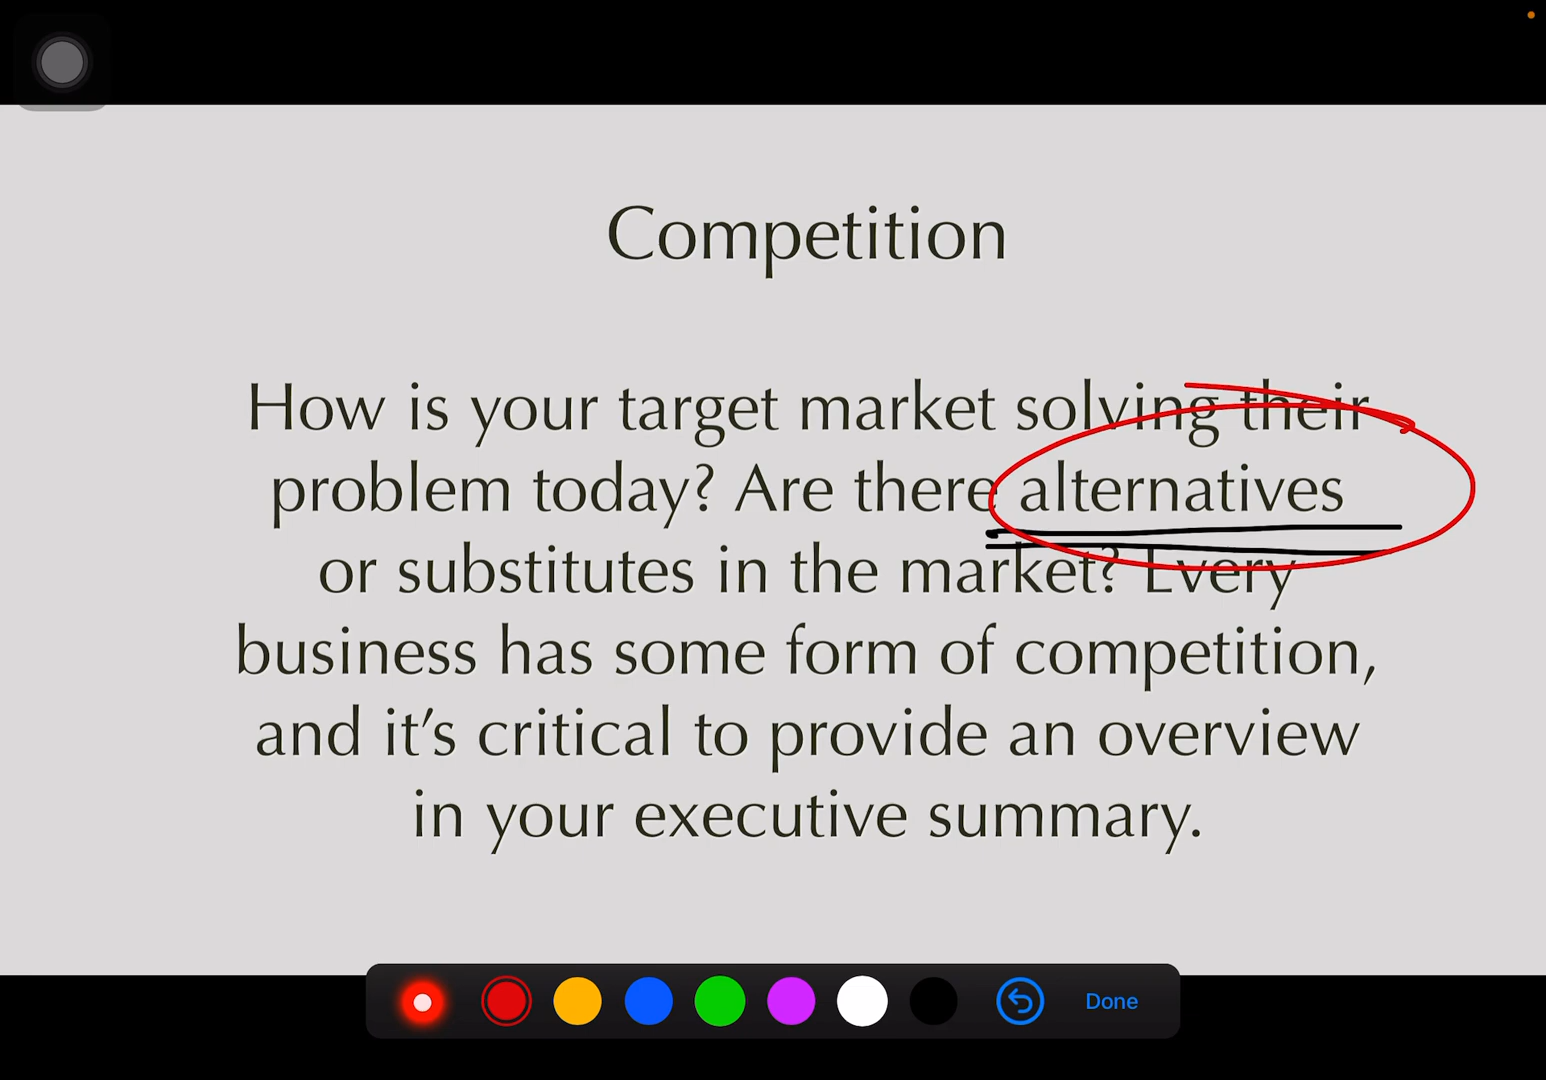 Competition
How is your target market solving their
problem today? Are there alternatives
or substitutes in the market? Every
business has some form of competition,
and it’s critical to provide an overview
in your executive summary.
Done